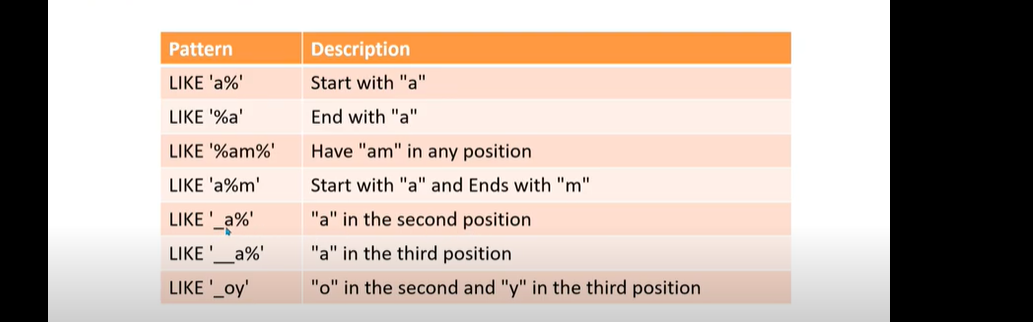 Pattern Description
LIKE 'a%' Start with "a"
LIKE '%a' End with "a"
LIKE '%am%' Have "am" in any position
LIKE 'a%m' Start with "a" and Ends with "m"
LIKE '_a%' "a" in the second position
LIKE '__a%' "a" in the third position
LIKE '_oy' "o" in the second and "y" in the third position